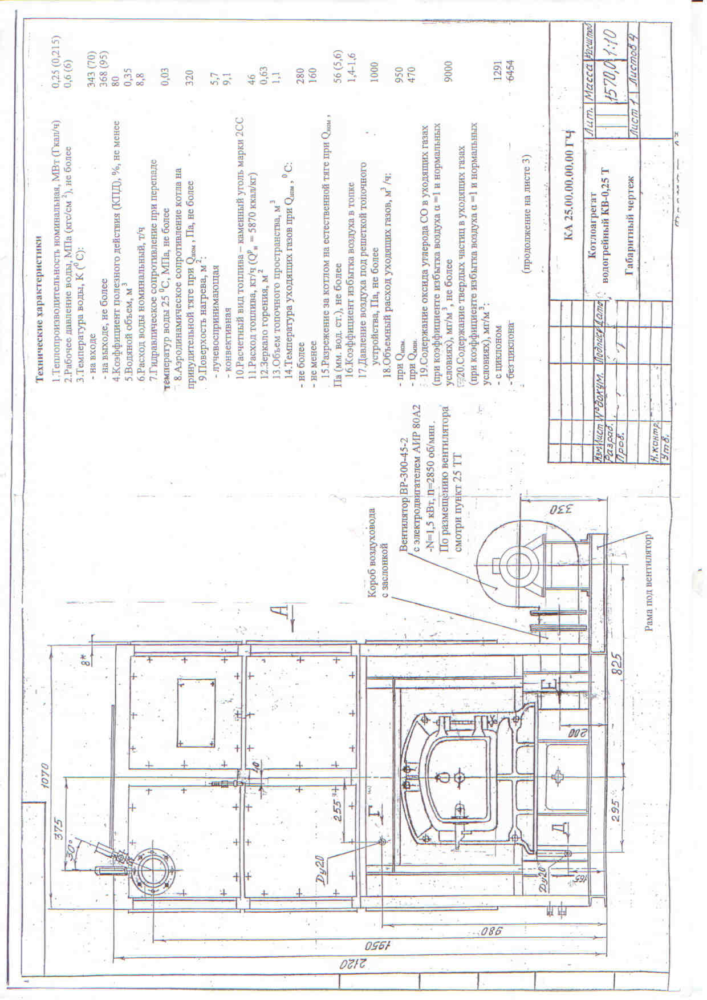 Технические характеристики
1.Теплопроизводительность номинальная, МВт (Гкал/ч) 0,25 (0,215)
2.Рабочее давление воды, МПа (кгс/см 2), не более 0,6 (6)
3.Температура воды, К (0С):
- на входе 343 (70)
- на выходе, не более 368 (95)
4.Коэффициент полезного действия (КПД), %, не менее 80
5.Водяной объем, м3 0,35
6.Расход воды номинальный, т/ч 8,8
7.Гидравлическое сопротивление при перепаде
температур воды 25 0С, МПа, не более 0,03
8.Аэродинамическое сопротивление котла на
принудительной тяге при Qном , Па, не более 320
9.Поверхность нагрева, м2:
- лучевоспринимающая 5,7
- конвективная 9,1
10.Расчетный вид топлива – каменный уголь марки 2СС
11.Расход топлива, кг/ч (Qрн = 5870 ккал/кг) 46
12.Зеркало горения, м2 0,63
13.Объем топочного пространства, м3 1,1
14.Температура уходящих газов при Qном , 0С:
- не более 280
- не менее 160
15.Разрежение за котлом на естественной тяге при Qном ,
Па (мм. вод. ст.), не более 56 (5,6)
16.Коэффициент избытка воздуха в топке 1,4-1,6
17.Давление воздуха под решеткой топочного
устройства, Па, не более 1000
18.Объемный расход уходящих газов, м3 /ч:
- при Qном. 950
- при Qмин. 470
19.Содержание оксида углерода СО в уходящих газах
(при коэффициенте избытка воздуха α =1 и нормальных
условиях), мг/м3 , не более 9000
20.Содержание твердых частиц в уходящих газах
(при коэффициенте избытка воздуха α =1 и нормальных
условиях), мг/м3:
- с циклоном 1291
- без циклона 6454
(продолжение на листе 3)
1070
375
30°
8*
А
10
255*
Ду20
Г
Короб воздуховода
с заслонкой
Вентилятор ВР-300-45-2
с электродвигателем АИР 80А2
-N=1,5 кВт, n=2850 об/мин.
По размещению вентилятора
смотри пункт 25 ТТ
2120
1950
980
330
Е
200
Д
Ду20
165
295*
825
Рама под вентилятор
КА 25.00.00.00.00 ГЧ
Котлоагрегат
водогрейный КВ-0,25 Т
Габаритный чертеж
Лит. Масса Масштаб
1570,0 1:10
Лист 1 Листов 4
Изм Лист № докум. Подпись Дата
Разраб.
Пров.
Н.контр.
Утв.